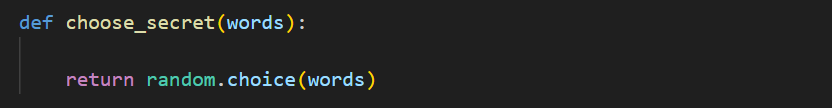 def choose_secret(words):
    return random.choice(words)